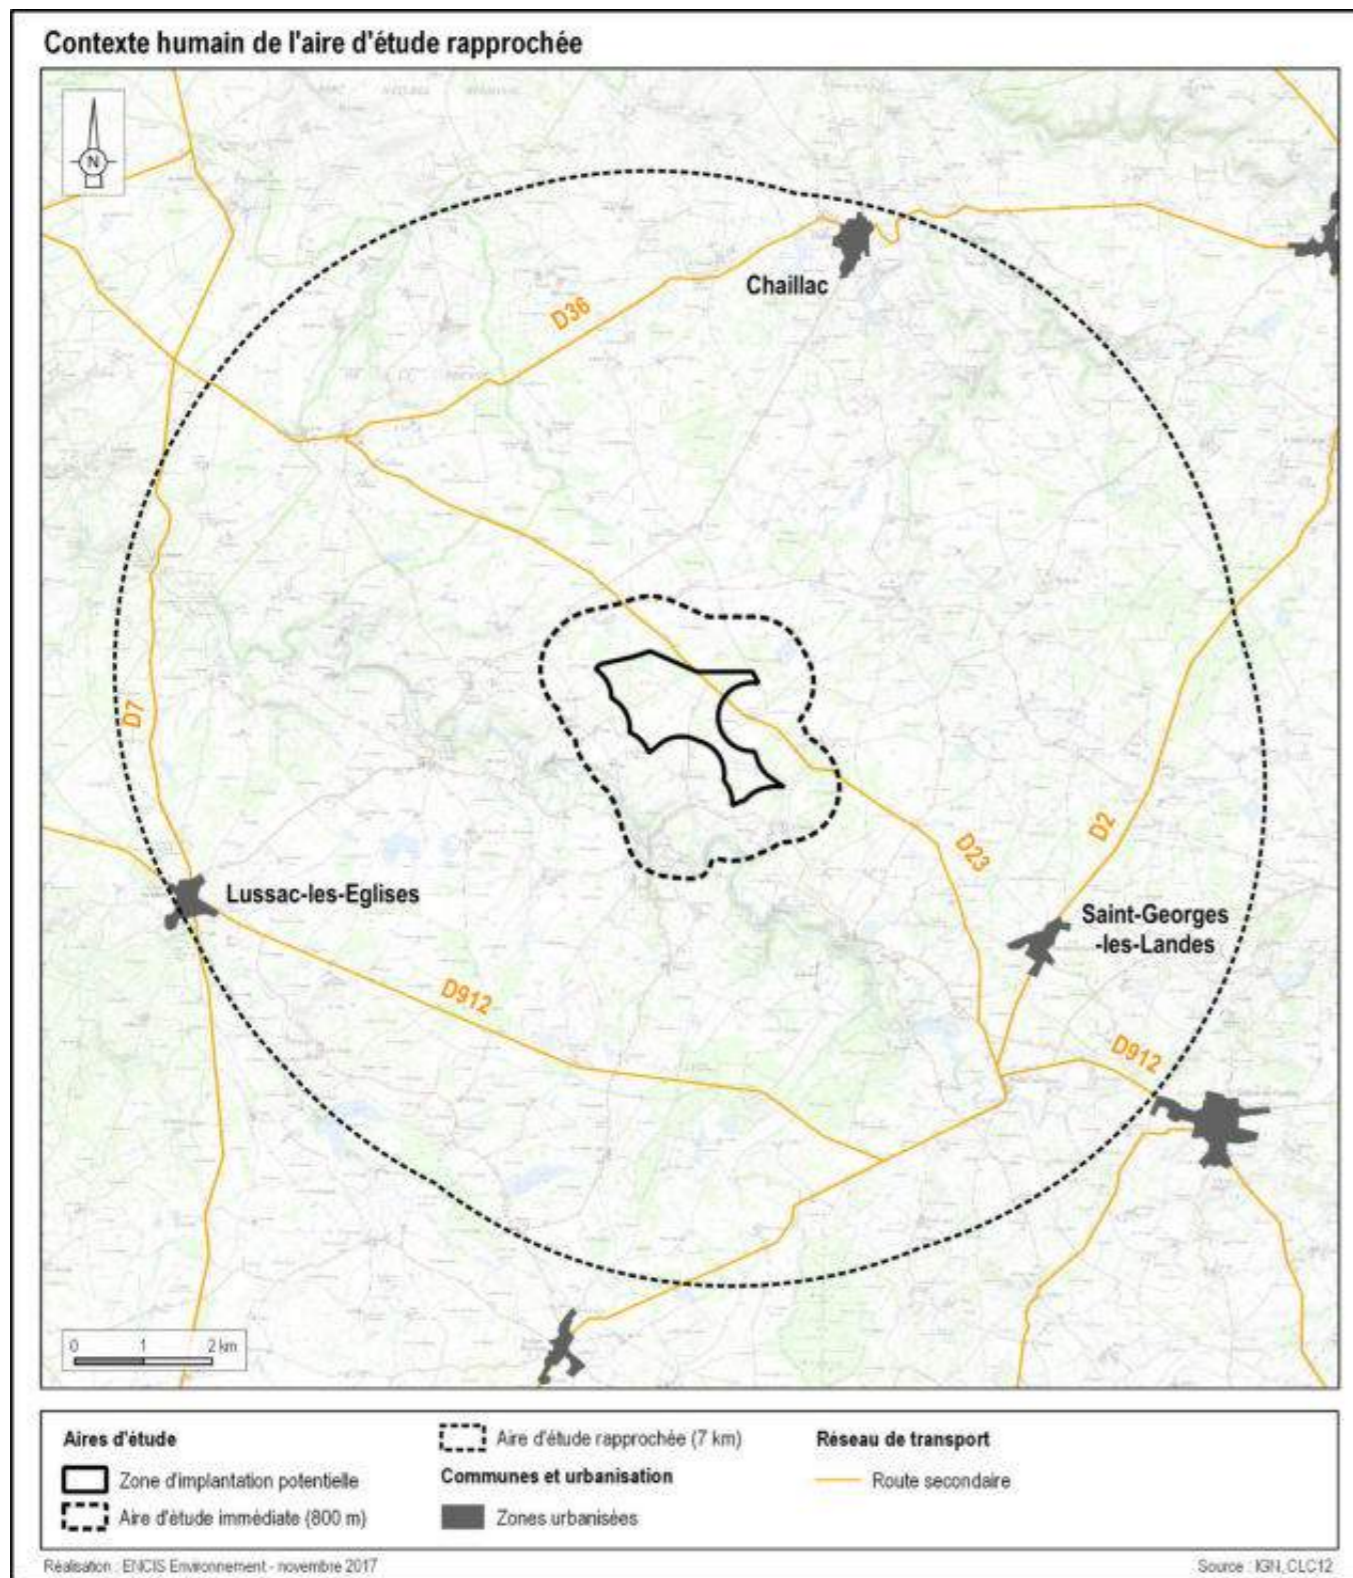 Contexte humain de l'aire d'étude rapprochée
N
Chaillac
D36
D7
D23
D2
Lussac-les-Eglises
Saint-Georges
-les-Landes
D912
D912
0 1 2 km
Aires d'étude
Zone d'implantation potentielle
Aire d'étude immédiate (800 m)
Aire d'étude rapprochée (7 km)
Communes et urbanisation
Zones urbanisées
Réseau de transport
Route secondaire
Réalisation : ENCIS Environnement - novembre 2017
Source : IGN, CLC12